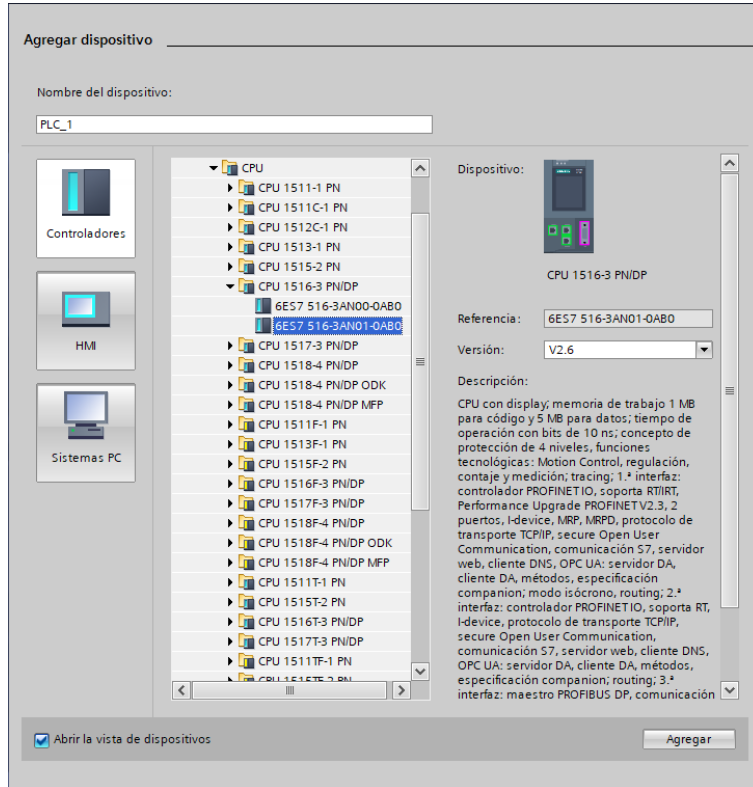 Agregar dispositivo
Nombre del dispositivo:
PLC_1
Controladores
HMI
Sistemas PC
CPU
CPU 1511-1 PN
CPU 1511C-1 PN
CPU 1512C-1 PN
CPU 1513-1 PN
CPU 1515-2 PN
CPU 1516-3 PN/DP
6ES7 516-3AN00-0AB0
6ES7 516-3AN01-0AB0
CPU 1517-3 PN/DP
CPU 1518-4 PN/DP
CPU 1518-4 PN/DP ODK
CPU 1518-4 PN/DP MFP
CPU 1511F-1 PN
CPU 1513F-1 PN
CPU 1515F-2 PN
CPU 1516F-3 PN/DP
CPU 1517F-3 PN/DP
CPU 1518F-4 PN/DP
CPU 1518F-4 PN/DP ODK
CPU 1518F-4 PN/DP MFP
CPU 1511T-1 PN
CPU 1515T-2 PN
CPU 1516T-3 PN/DP
CPU 1517T-3 PN/DP
CPU 1511TF-1 PN
CPU 1515TF-2 PN
Dispositivo:
CPU 1516-3 PN/DP
Referencia: 6ES7 516-3AN01-0AB0
Versión: V2.6
Descripción:
CPU con display; memoria de trabajo 1 MB
para código y 5 MB para datos; tiempo de
operación con bits de 10 ns; concepto de
protección de 4 niveles, funciones
tecnológicas: Motion Control, regulación,
contaje y medición; tracing; 1.ª interfaz:
controlador PROFINET IO, soporta RT/IRT,
Performance Upgrade PROFINET V2.3, 2
puertos, I-device, MRP, MRPD, protocolo de
transporte TCP/IP, secure Open User
Communication, comunicación S7, servidor
web, cliente DNS, OPC UA: servidor DA,
cliente DA, métodos, especificación
companion; modo isócrono, routing; 2.ª
interfaz: controlador PROFINET IO, soporta RT,
I-device, protocolo de transporte TCP/IP,
secure Open User Communication,
comunicación S7, servidor web, cliente DNS,
OPC UA: servidor DA, cliente DA, métodos,
especificación companion; routing; 3.ª
interfaz: maestro PROFIBUS DP, comunicación
Abrir la vista de dispositivos
Agregar